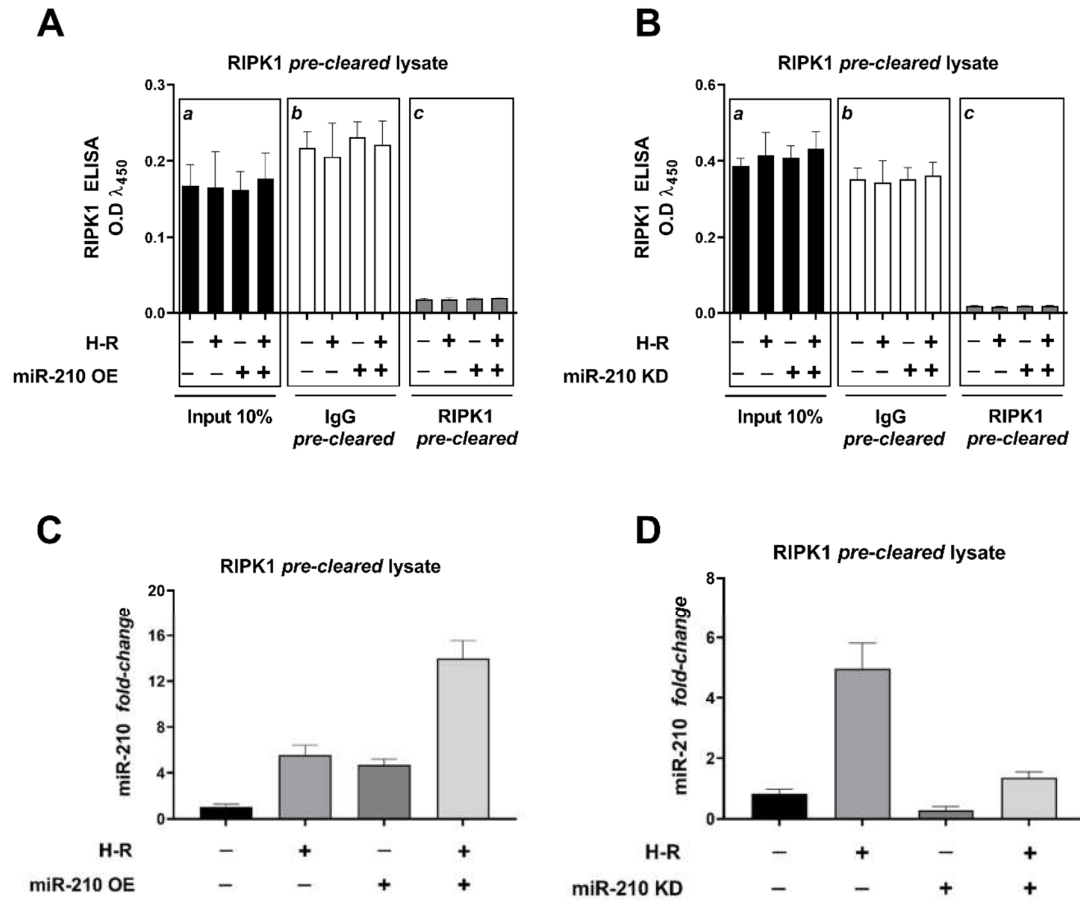 A
RIPK1 pre-cleared lysate
RIPK1 ELISA
O.D λ450
0.3
0.2
0.1
0.0
a
b
c
H-R
– + – + – + – + – + – +
miR-210 OE
– – + + – – + + – – + +
Input 10%
IgG
pre-cleared
RIPK1
pre-cleared
B
RIPK1 pre-cleared lysate
RIPK1 ELISA
O.D λ450
0.6
0.4
0.2
0.0
a
b
c
H-R
– + – + – + – + – + – +
miR-210 KD
– – + + – – + + – – + +
Input 10%
IgG
pre-cleared
RIPK1
pre-cleared
C
RIPK1 pre-cleared lysate
miR-210 fold-change
20
16
12
8
4
0
H-R – + – +
miR-210 OE – – + +
D
RIPK1 pre-cleared lysate
miR-210 fold-change
8
6
4
2
0
H-R – + – +
miR-210 KD – – + +